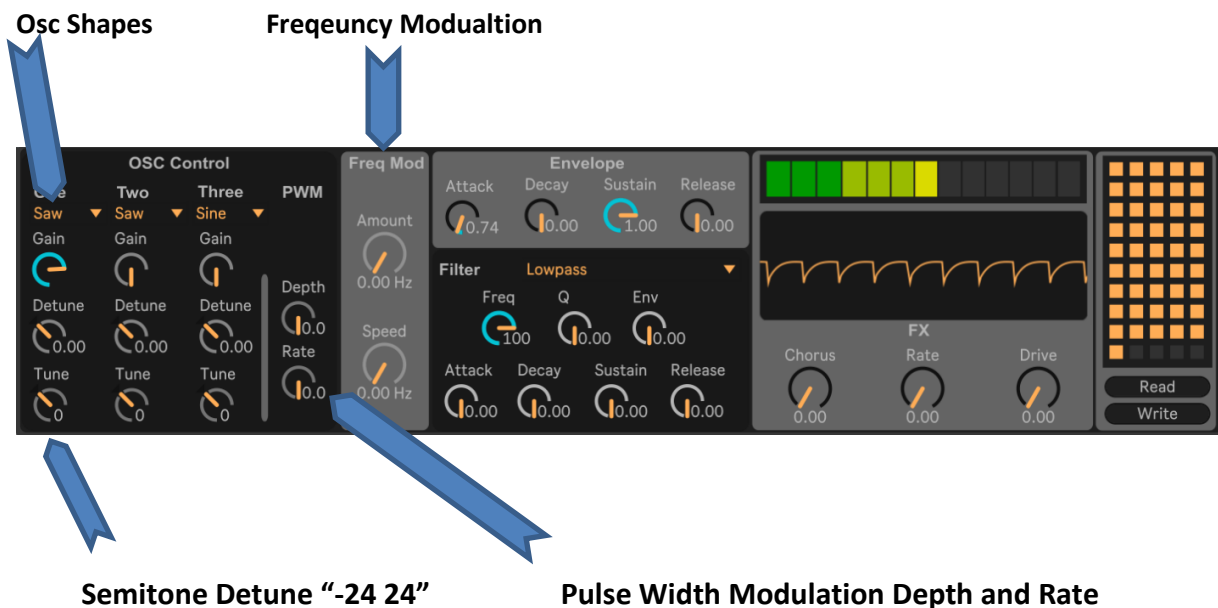 Osc Shapes
Freqeuncy Modualtion
OSC Control
One Two Three PWM
Saw Saw Sine
Gain Gain Gain
Detune Detune Detune
0.00 0.00 0.00
Tune Tune Tune
0 0 0
Depth
0.0
Rate
0.0
Freq Mod
Amount
0.00 Hz
Speed
0.00 Hz
Envelope
Attack Decay Sustain Release
0.74 0.00 1.00 0.00
Filter Lowpass
Freq Q Env
100 0.00 0.00
Attack Decay Sustain Release
0.00 0.00 0.00 0.00
FX
Chorus Rate Drive
0.00 0.00 0.00
Read
Write
Semitone Detune “-24 24”
Pulse Width Modulation Depth and Rate